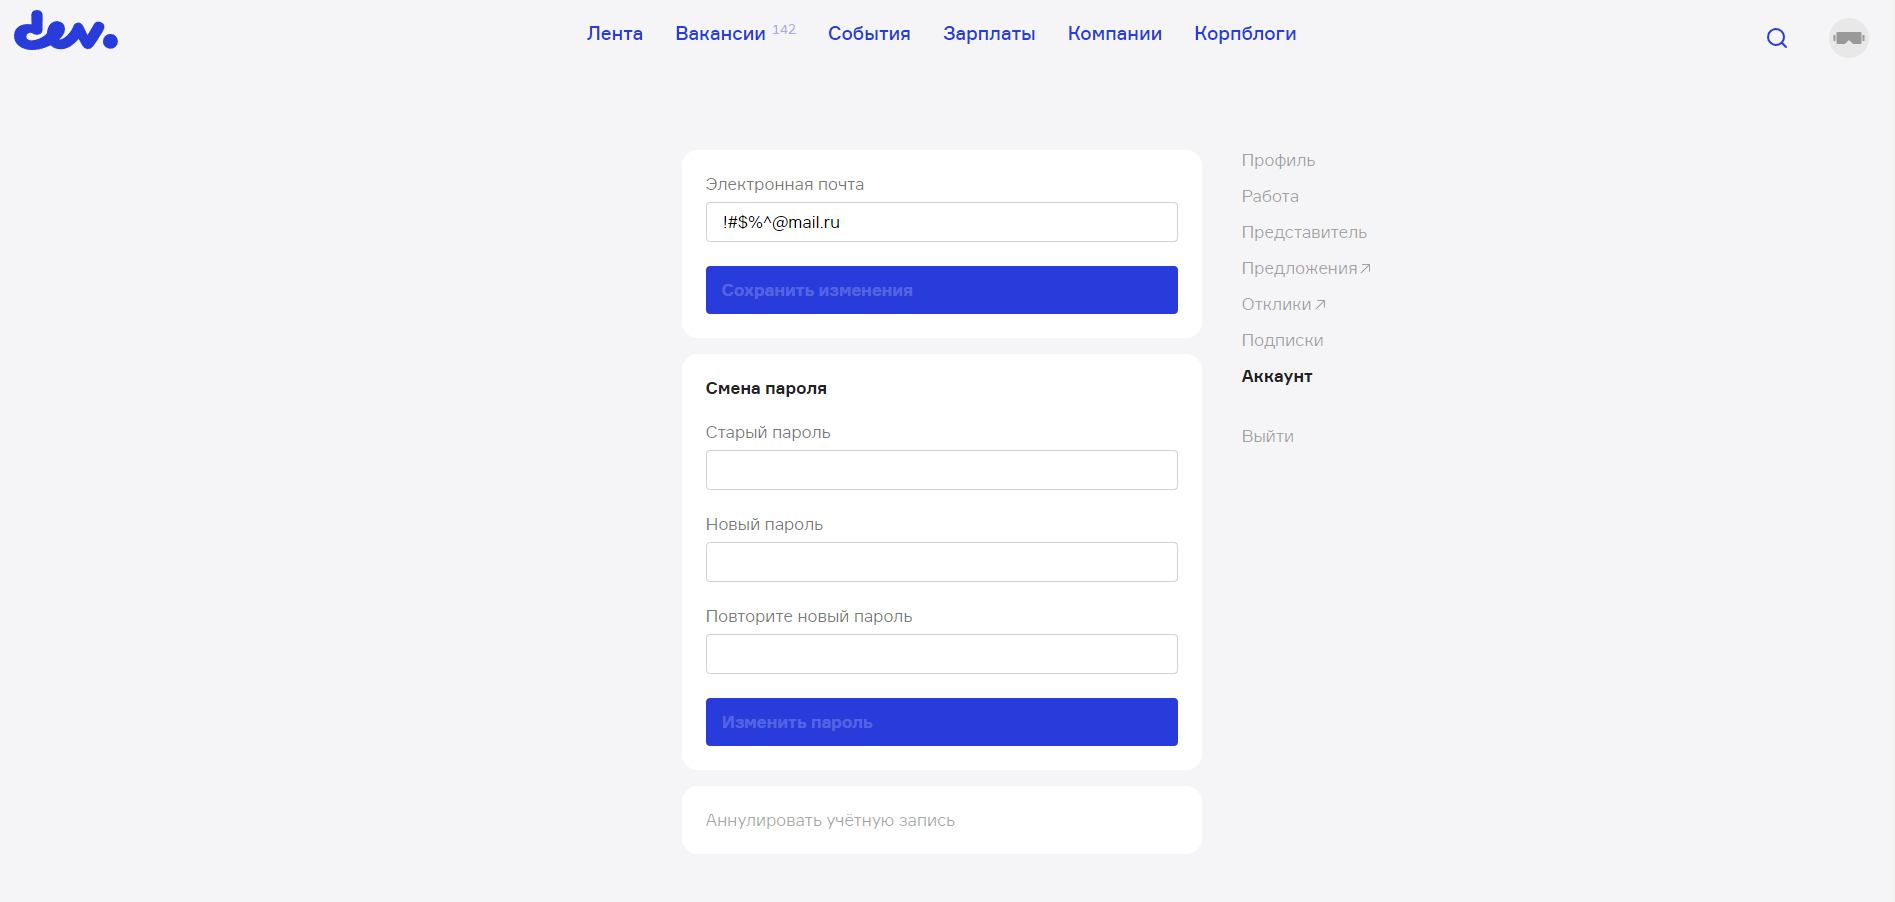 dev.
Лента Вакансии 142 События Зарплаты Компании Корпблоги
Электронная почта
!#$%^@mail.ru
Сохранить изменения
Смена пароля
Старый пароль
Новый пароль
Повторите новый пароль
Изменить пароль
Аннулировать учётную запись
Профиль
Работа
Представитель
Предложения↗
Отклики↗
Подписки
Аккаунт
Выйти